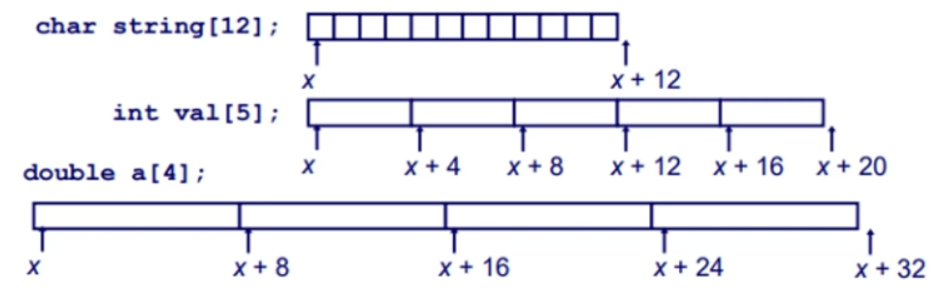 char string[12];
x x + 12
int val[5];
x x + 4 x + 8 x + 12 x + 16 x + 20
double a[4];
x x + 8 x + 16 x + 24 x + 32